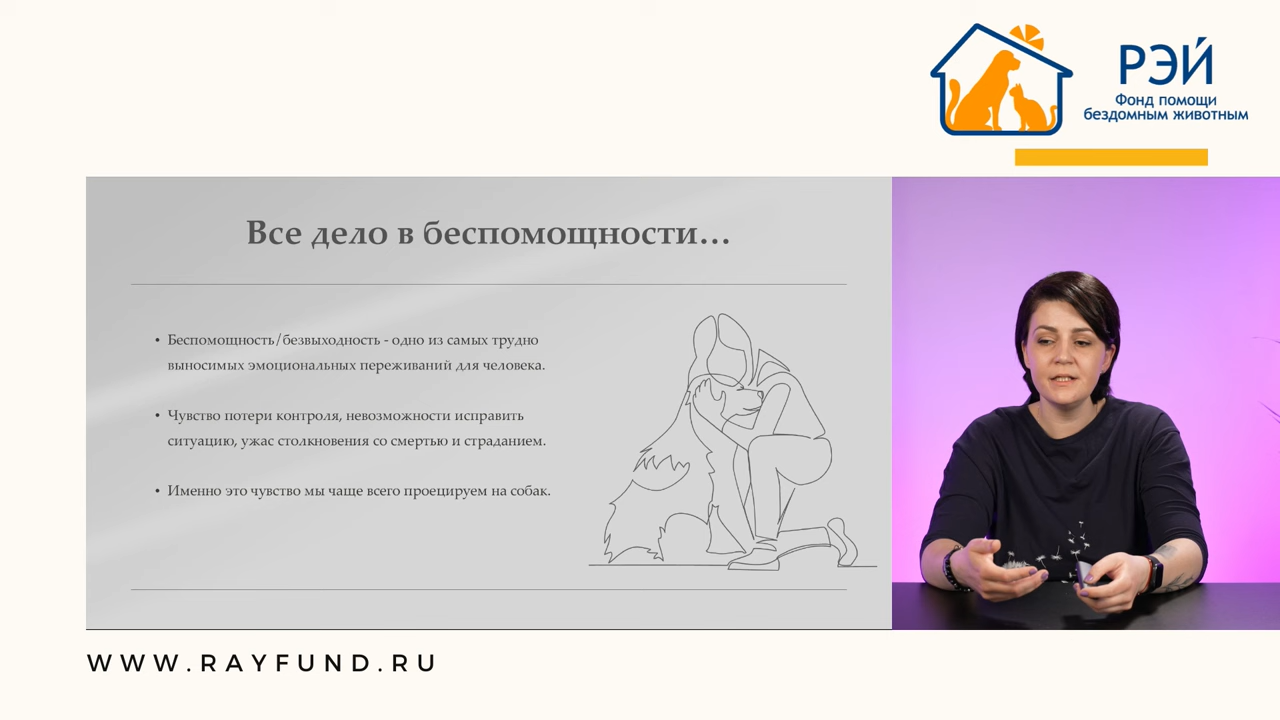 РЭЙ
Фонд помощи
бездомным животным
Все дело в беспомощности...
• Беспомощность/безвыходность - одно из самых трудно
выносимых эмоциональных переживаний для человека.
• Чувство потери контроля, невозможности исправить
ситуацию, ужас столкновения со смертью и страданием.
• Именно это чувство мы чаще всего проецируем на собак.
WWW.RAYFUND.RU